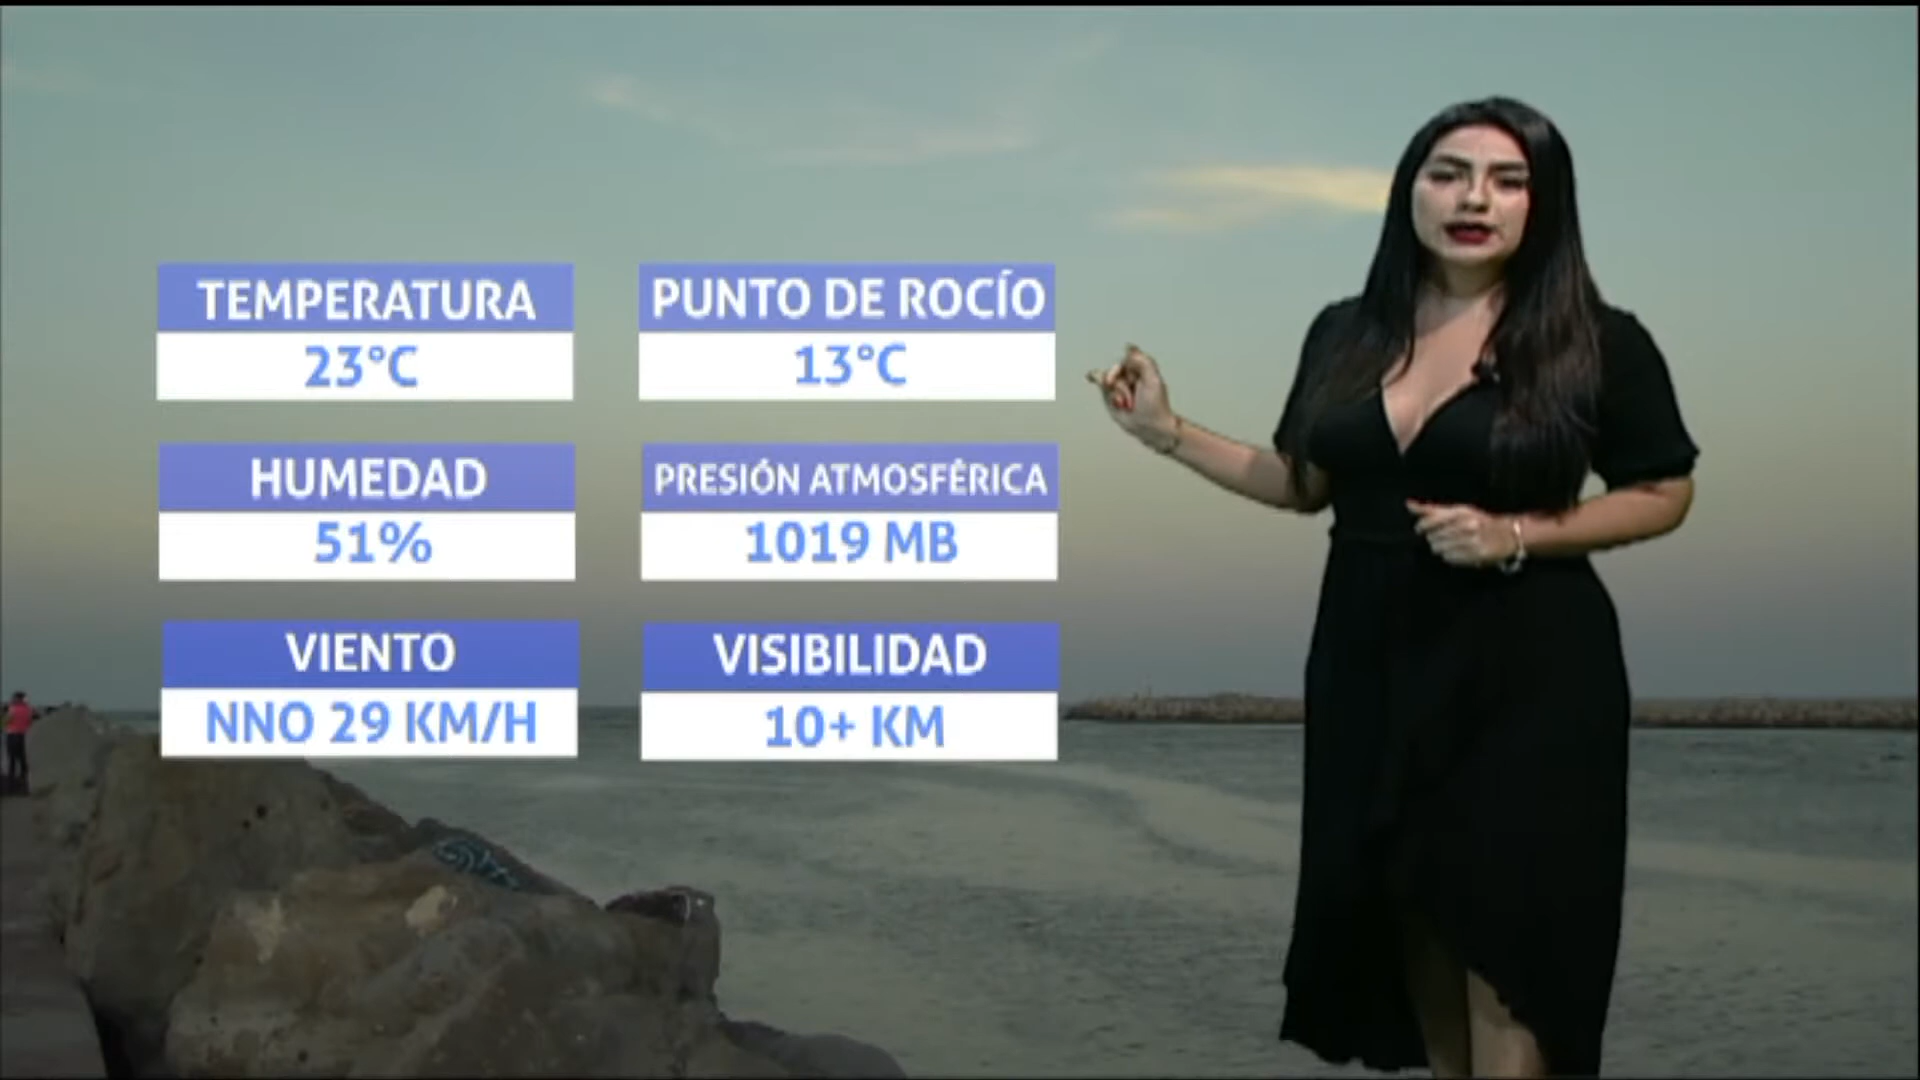 TEMPERATURA
23°C
PUNTO DE ROCÍO
13°C
HUMEDAD
51%
PRESIÓN ATMOSFÉRICA
1019 MB
VIENTO
NNO 29 KM/H
VISIBILIDAD
10+ KM